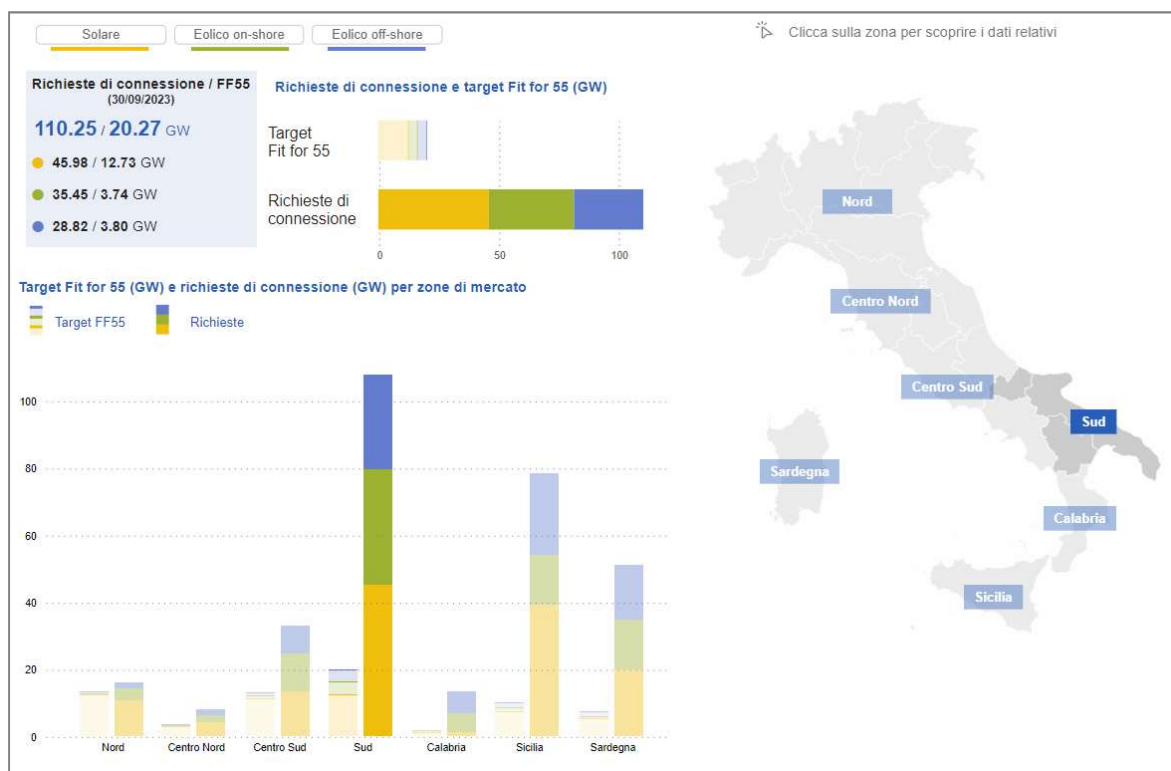 Solare
Eolico on-shore
Eolico off-shore
Clicca sulla zona per scoprire i dati relativi
Richieste di connessione / FF55
(30/09/2023)
110.25 / 20.27 GW
45.98 / 12.73 GW
35.45 / 3.74 GW
28.82 / 3.80 GW
Richieste di connessione e target Fit for 55 (GW)
Target
Fit for 55
Richieste di
connessione
0 50 100
Target Fit for 55 (GW) e richieste di connessione (GW) per zone di mercato
Target FF55
Richieste
100
80
60
40
20
0
Nord Centro Nord Centro Sud Sud Calabria Sicilia Sardegna
Nord
Centro Nord
Centro Sud
Sud
Sardegna
Calabria
Sicilia